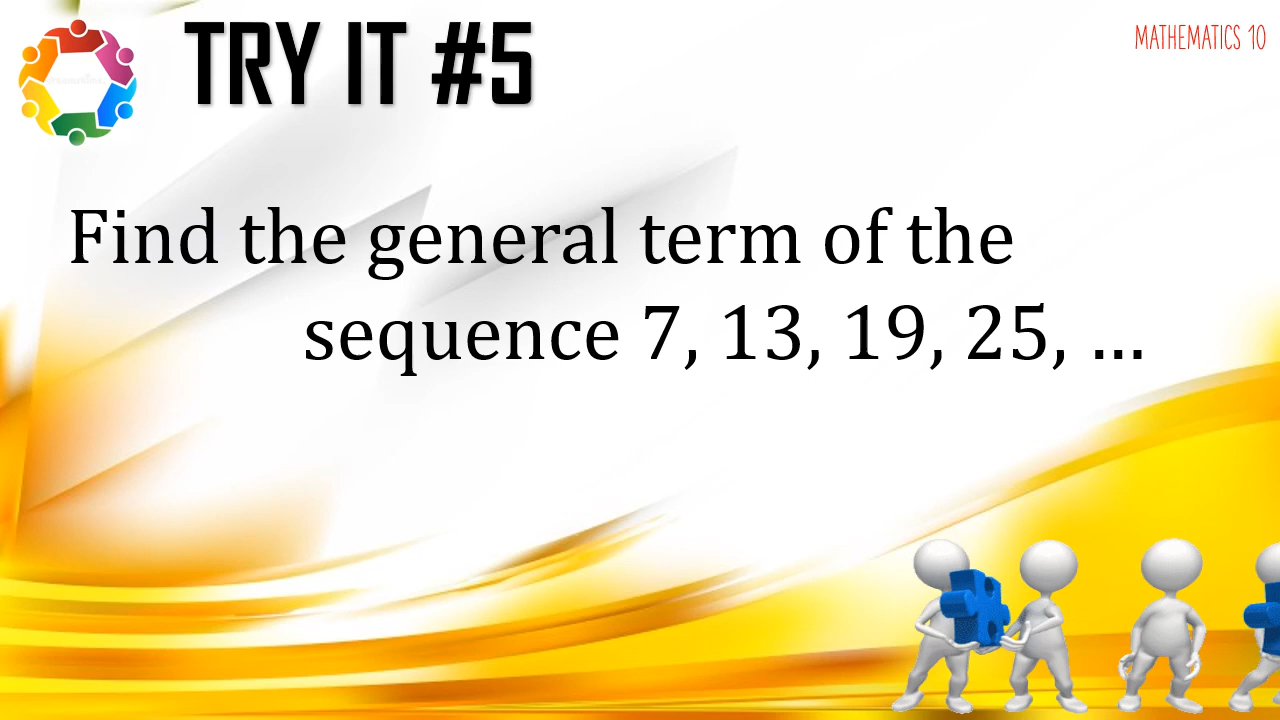 TRY IT #5
MATHEMATICS 10
Find the general term of the
sequence 7, 13, 19, 25, …